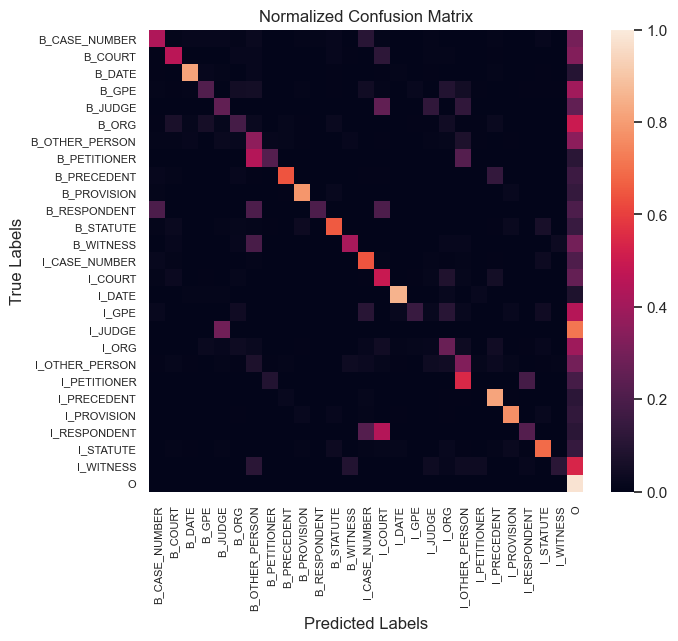 Normalized Confusion Matrix
True Labels
B_CASE_NUMBER
B_COURT
B_DATE
B_GPE
B_JUDGE
B_ORG
B_OTHER_PERSON
B_PETITIONER
B_PRECEDENT
B_PROVISION
B_RESPONDENT
B_STATUTE
B_WITNESS
I_CASE_NUMBER
I_COURT
I_DATE
I_GPE
I_JUDGE
I_ORG
I_OTHER_PERSON
I_PETITIONER
I_PRECEDENT
I_PROVISION
I_RESPONDENT
I_STATUTE
I_WITNESS
O
B_CASE_NUMBER
B_COURT
B_DATE
B_GPE
B_JUDGE
B_ORG
B_OTHER_PERSON
B_PETITIONER
B_PRECEDENT
B_PROVISION
B_RESPONDENT
B_STATUTE
B_WITNESS
I_CASE_NUMBER
I_COURT
I_DATE
I_GPE
I_JUDGE
I_ORG
I_OTHER_PERSON
I_PETITIONER
I_PRECEDENT
I_PROVISION
I_RESPONDENT
I_STATUTE
I_WITNESS
O
Predicted Labels
1.0
0.8
0.6
0.4
0.2
0.0